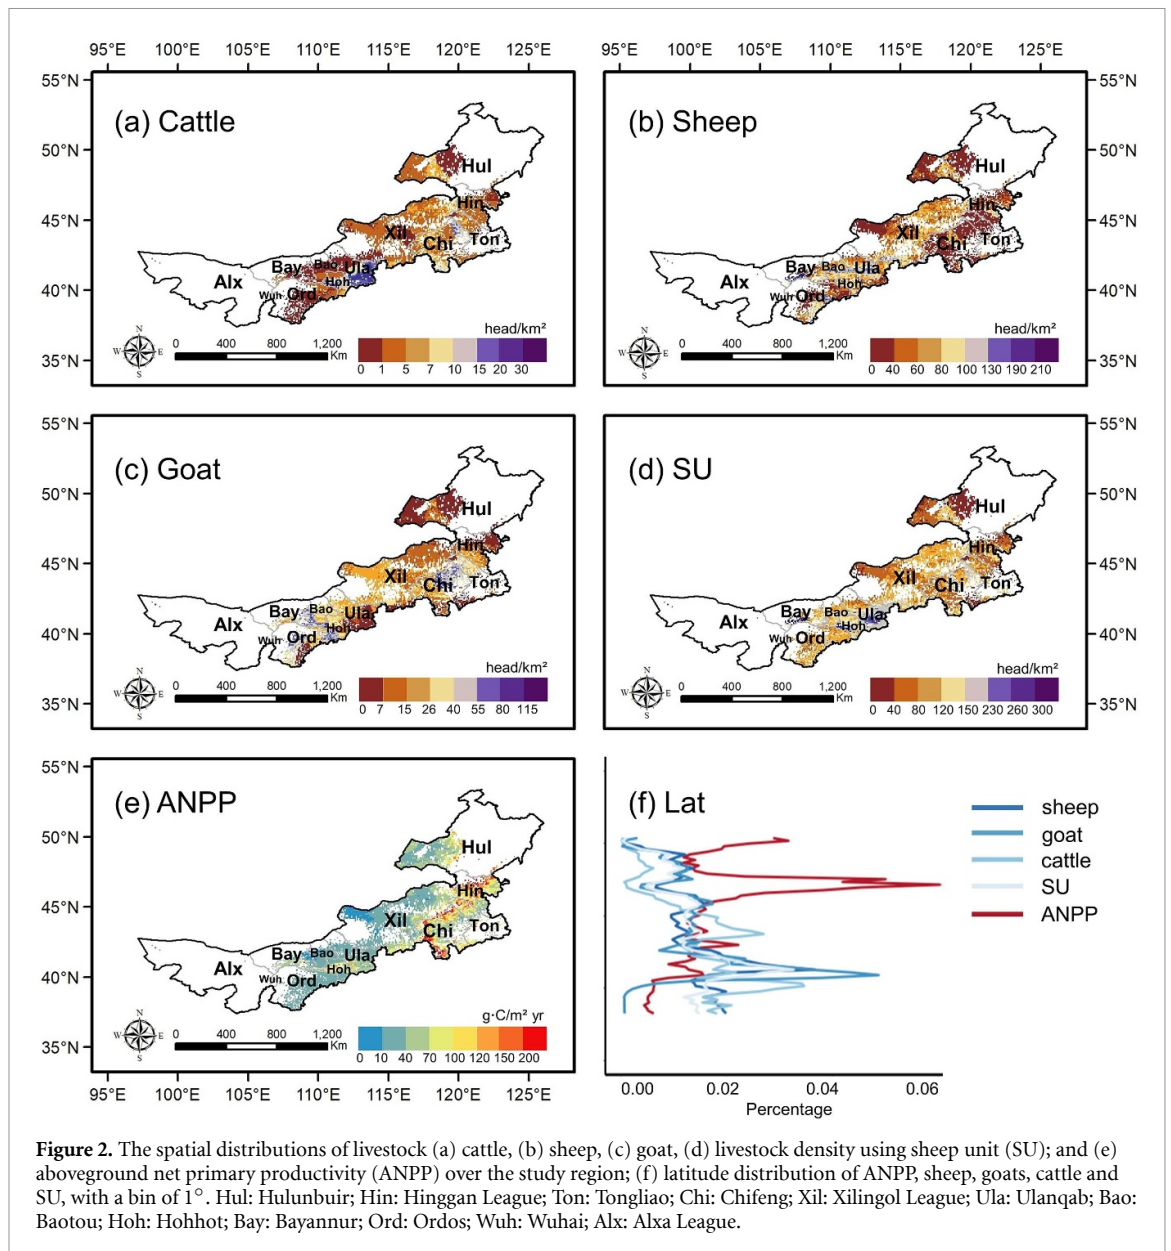 95°E 100°E 105°E 110°E 115°E 120°E 125°E
95°E 100°E 105°E 110°E 115°E 120°E 125°E
55°N
50°N
45°N
40°N
35°N
(a) Cattle
Hul
Hin
Xil
Chi
Ton
Bay
Bao
Ula
Hoh
Alx
Wuh
Ord
N
W E
S
0 400 800 1,200
Km
head/km²
0 1 5 7 10 15 20 30
(b) Sheep
Hul
Hin
Xil
Chi
Ton
Bay
Bao
Ula
Hoh
Alx
Wuh
Ord
N
W E
S
0 400 800 1,200
Km
head/km²
0 40 60 80 100 130 190 210
55°N
50°N
45°N
40°N
35°N
55°N
50°N
45°N
40°N
35°N
(c) Goat
Hul
Hin
Xil
Chi
Ton
Bay
Bao
Ula
Hoh
Alx
Wuh
Ord
N
W E
S
0 400 800 1,200
Km
head/km²
0 7 15 26 40 55 80 115
(d) SU
Hul
Hin
Xil
Chi
Ton
Bay
Bao
Ula
Hoh
Alx
Wuh
Ord
N
W E
S
0 400 800 1,200
Km
head/km²
0 40 80 120 150 230 260 300
55°N
50°N
45°N
40°N
35°N
55°N
50°N
45°N
40°N
35°N
(e) ANPP
Hul
Hin
Xil
Chi
Ton
Bay
Bao
Ula
Hoh
Alx
Wuh
Ord
N
W E
S
0 400 800 1,200
Km
g·C/m² yr
0 10 40 70 100 120 150 200
95°E 100°E 105°E 110°E 115°E 120°E 125°E
(f) Lat
sheep
goat
cattle
SU
ANPP
0.00 0.02 0.04 0.06
Percentage
Figure 2. The spatial distributions of livestock (a) cattle, (b) sheep, (c) goat, (d) livestock density using sheep unit (SU); and (e)
aboveground net primary productivity (ANPP) over the study region; (f) latitude distribution of ANPP, sheep, goats, cattle and
SU, with a bin of 1°. Hul: Hulunbuir; Hin: Hinggan League; Ton: Tongliao; Chi: Chifeng; Xil: Xilingol League; Ula: Ulanqab; Bao:
Baotou; Hoh: Hohhot; Bay: Bayannur; Ord: Ordos; Wuh: Wuhai; Alx: Alxa League.